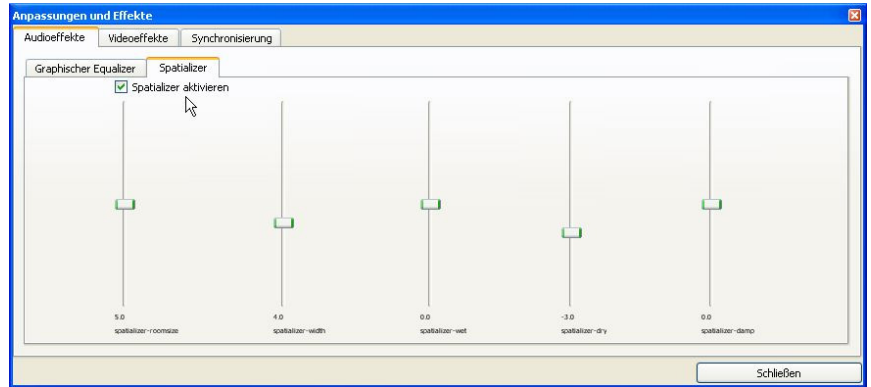 Anpassungen und Effekte
Audioeffekte Videoeffekte Synchronisierung
Graphischer Equalizer Spatializer
Spatializer aktivieren
5.0 4.0 0.0 -3.0 0.0
spatializer-roomsize spatializer-width spatializer-wet spatializer-dry spatializer-damp
Schließen